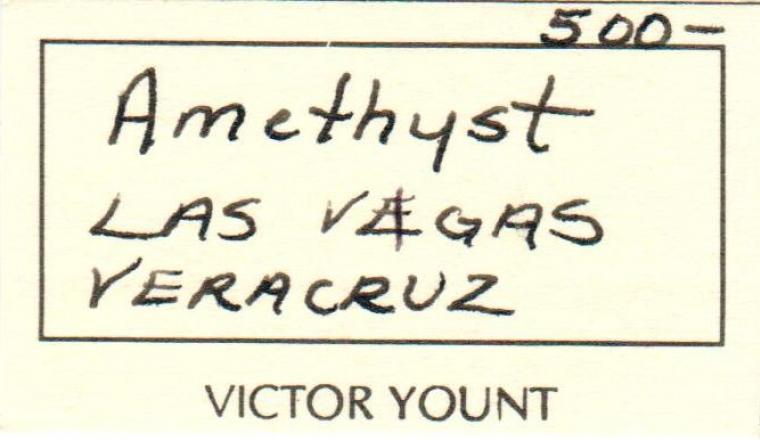 500-
Amethyst
LAS VEGAS
VERACRUZ
VICTOR YOUNT